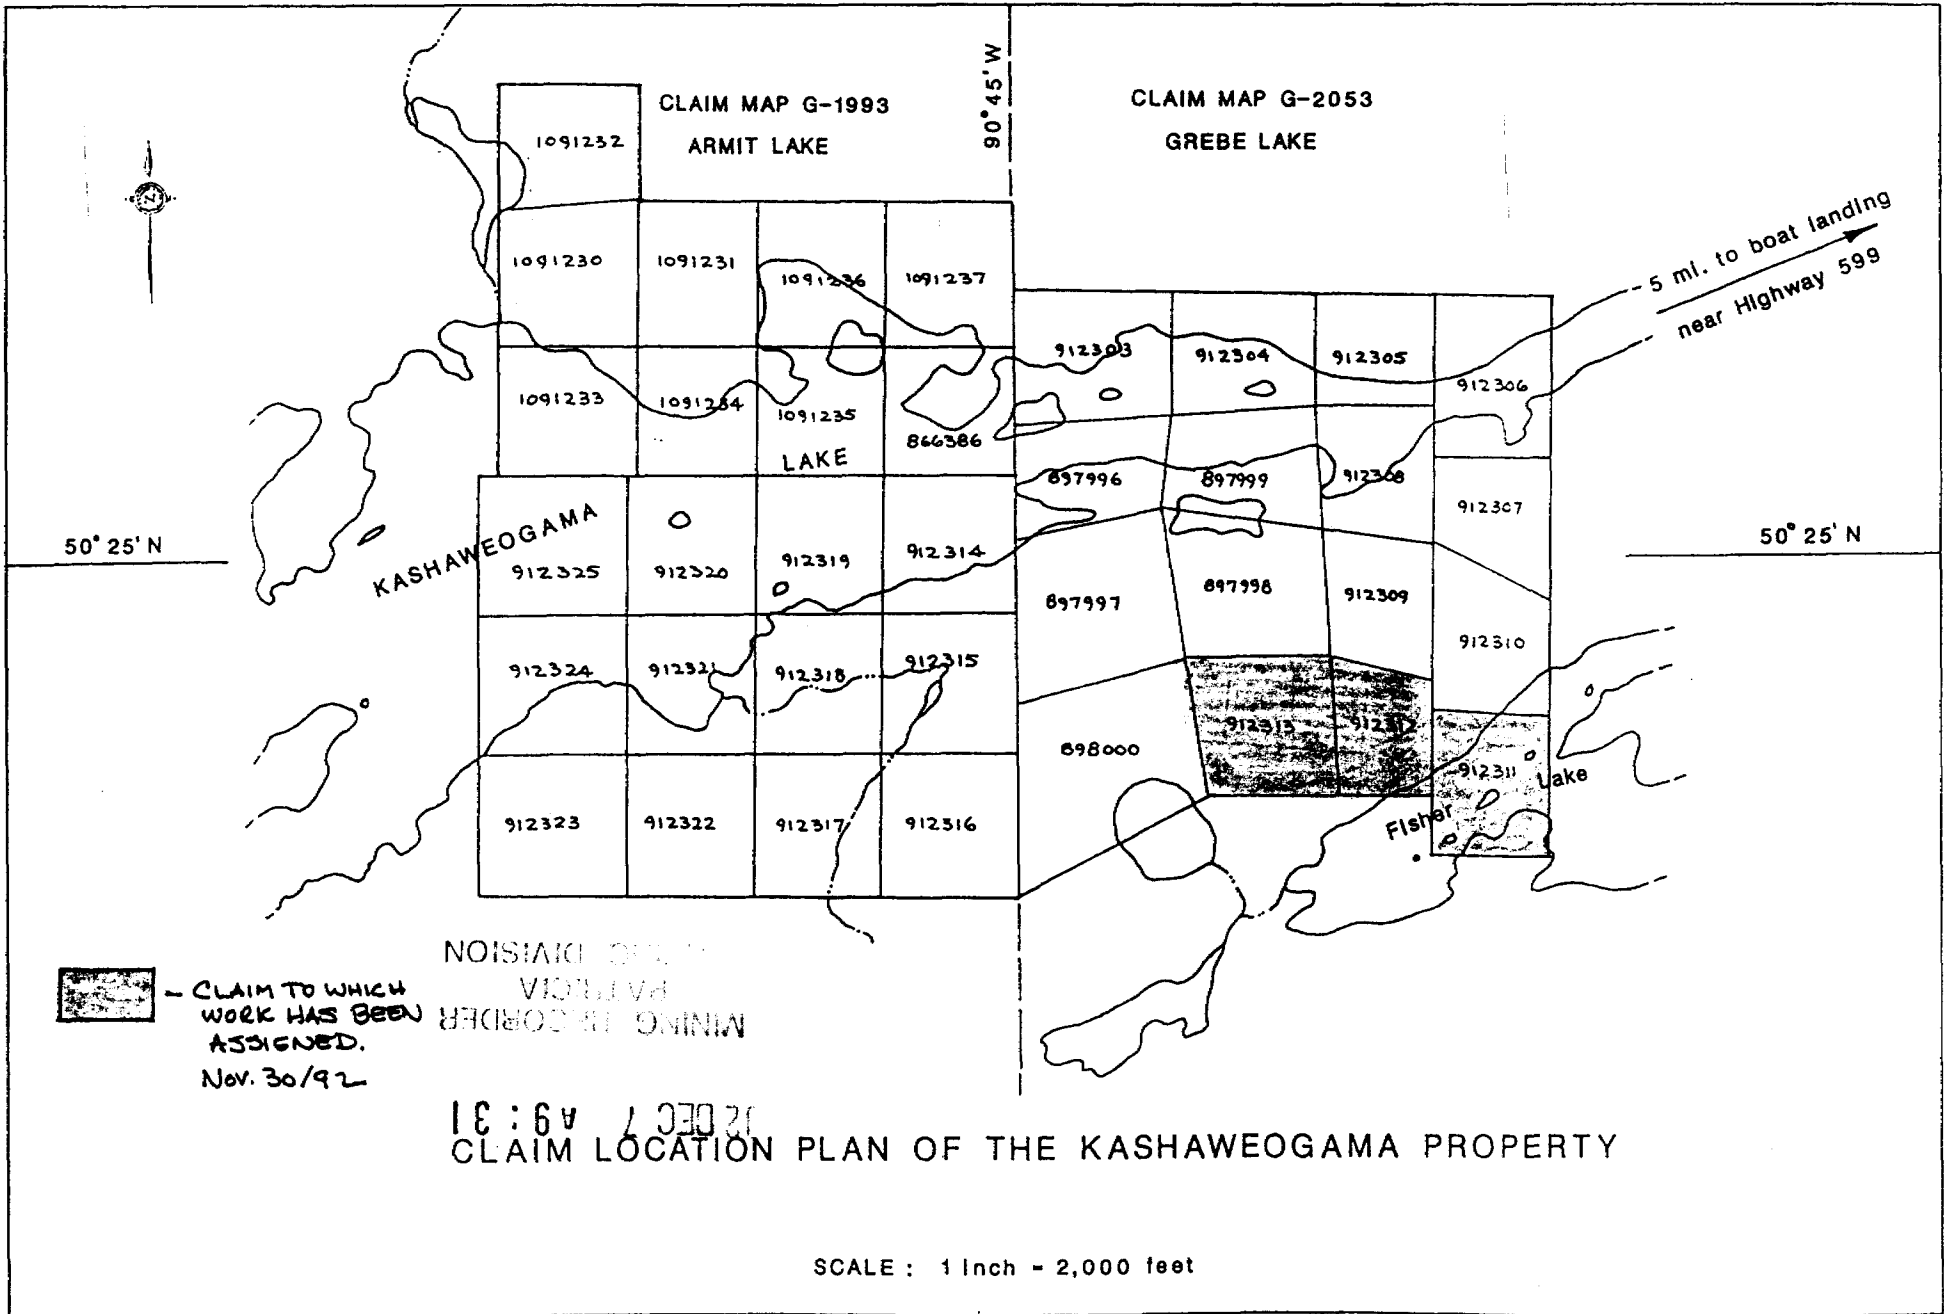 CLAIM MAP G-1993
ARMIT LAKE
90°45'W
CLAIM MAP G-2053
GREBE LAKE
N
1091232
1091230
1091231
1091236
1091237
5 mi. to boat landing
near Highway 599
912303
912304
912305
912306
1091233
1091234
1091235
866386
LAKE
897996
897999
912308
912307
KASHAWEOGAMA
50° 25' N
50° 25' N
912325
912320
912319
912314
897997
897998
912309
912310
912324
912321
912318
912315
898000
912313
912312
912311
Fisher Lake
912323
912322
912317
912316
- CLAIM TO WHICH
WORK HAS BEEN
ASSIGNED.
Nov. 30/92
MINING RECORDER
PATRICIA
DIVISION
DEC 7 A9:31
CLAIM LOCATION PLAN OF THE KASHAWEOGAMA PROPERTY
SCALE : 1 inch = 2,000 feet